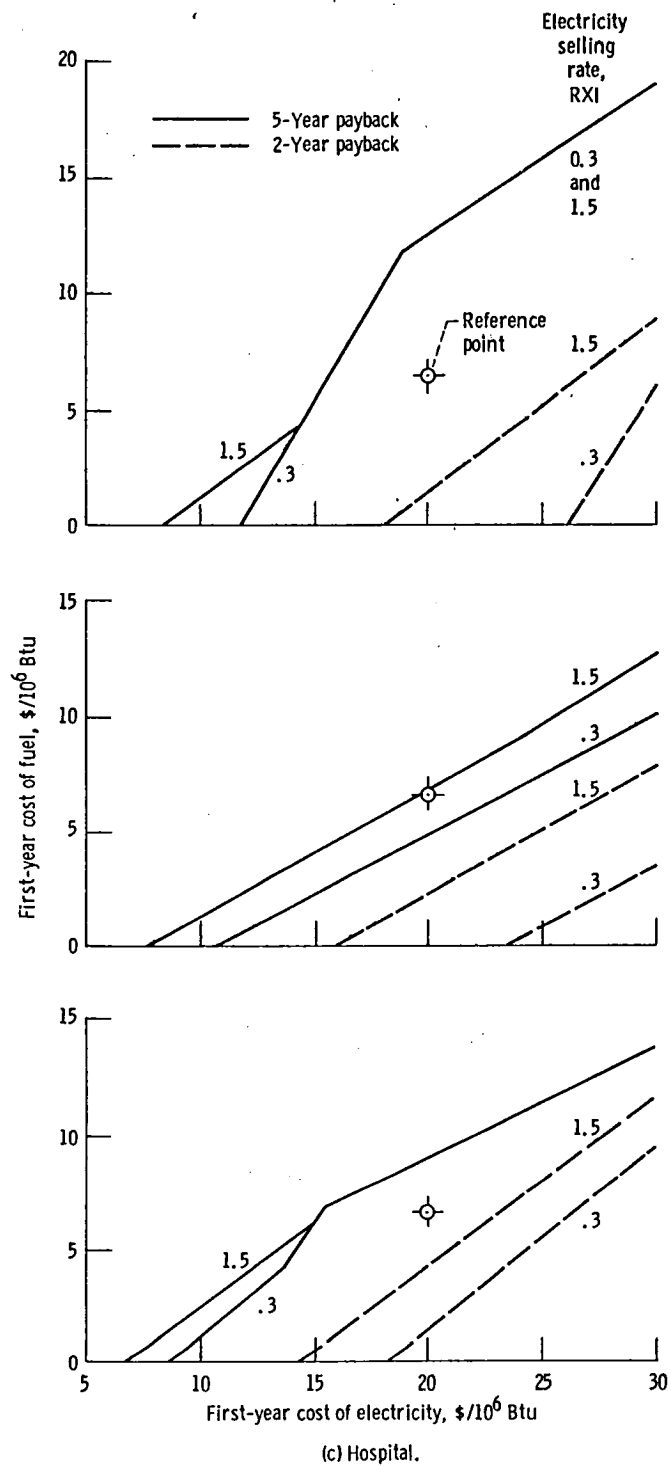 Electricity
selling
rate,
RXI
20
5-Year payback
2-Year payback
0.3
and
1.5
15
10
Reference
point
1.5
5
1.5
.3
.3
0
15
1.5
10
.3
1.5
5
.3
0
First-year cost of fuel, $/10⁶ Btu
15
1.5
10
5
1.5
.3
.3
0
5
10
15
20
25
30
First-year cost of electricity, $/10⁶ Btu
(c) Hospital.